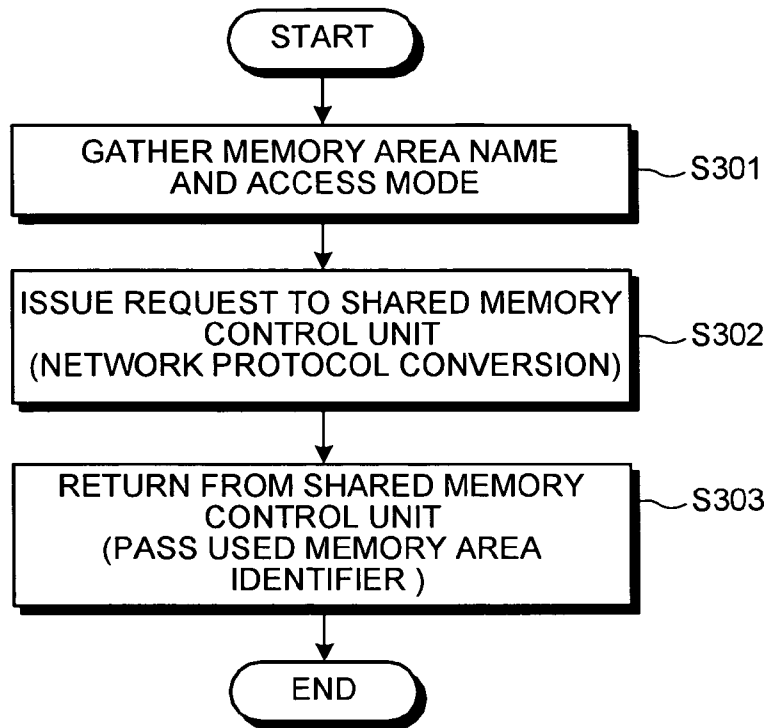 START
GATHER MEMORY AREA NAME
AND ACCESS MODE
S301
ISSUE REQUEST TO SHARED MEMORY
CONTROL UNIT
(NETWORK PROTOCOL CONVERSION)
S302
RETURN FROM SHARED MEMORY
CONTROL UNIT
(PASS USED MEMORY AREA
IDENTIFIER )
S303
END